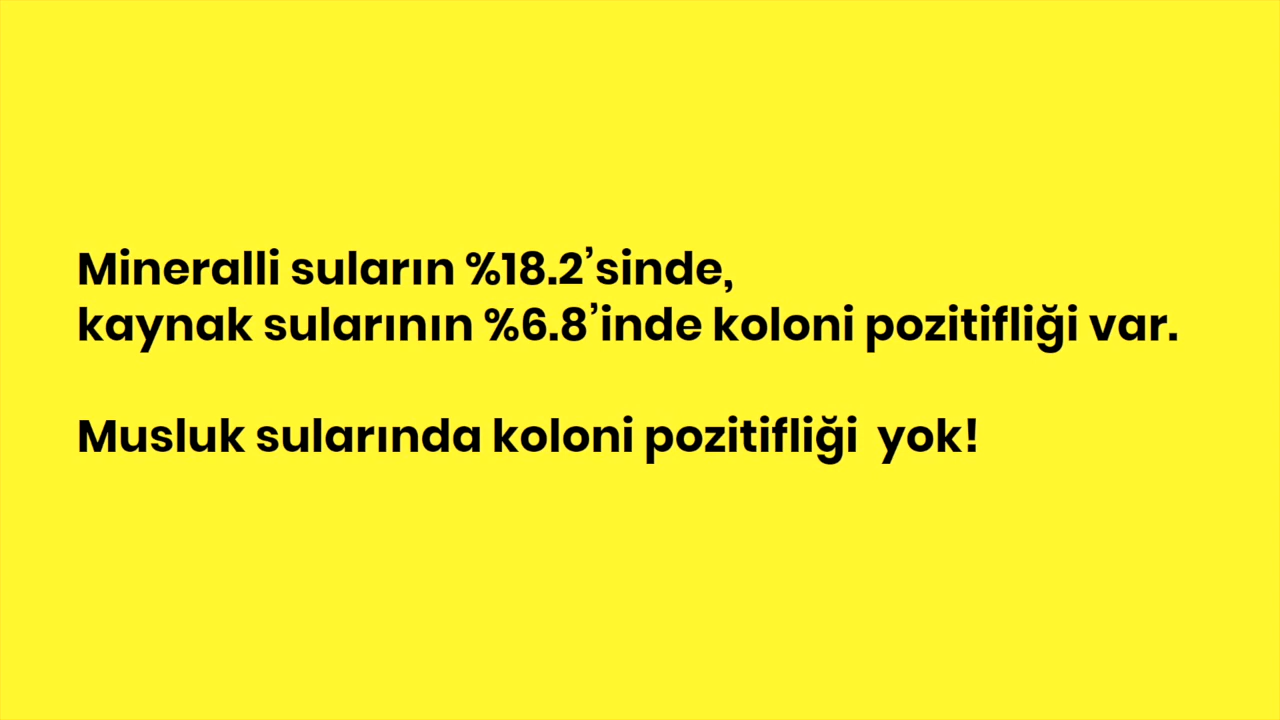 Mineralli suların %18.2’sinde,
kaynak sularının %6.8’inde koloni pozitifliği var.
Musluk sularında koloni pozitifliği  yok!